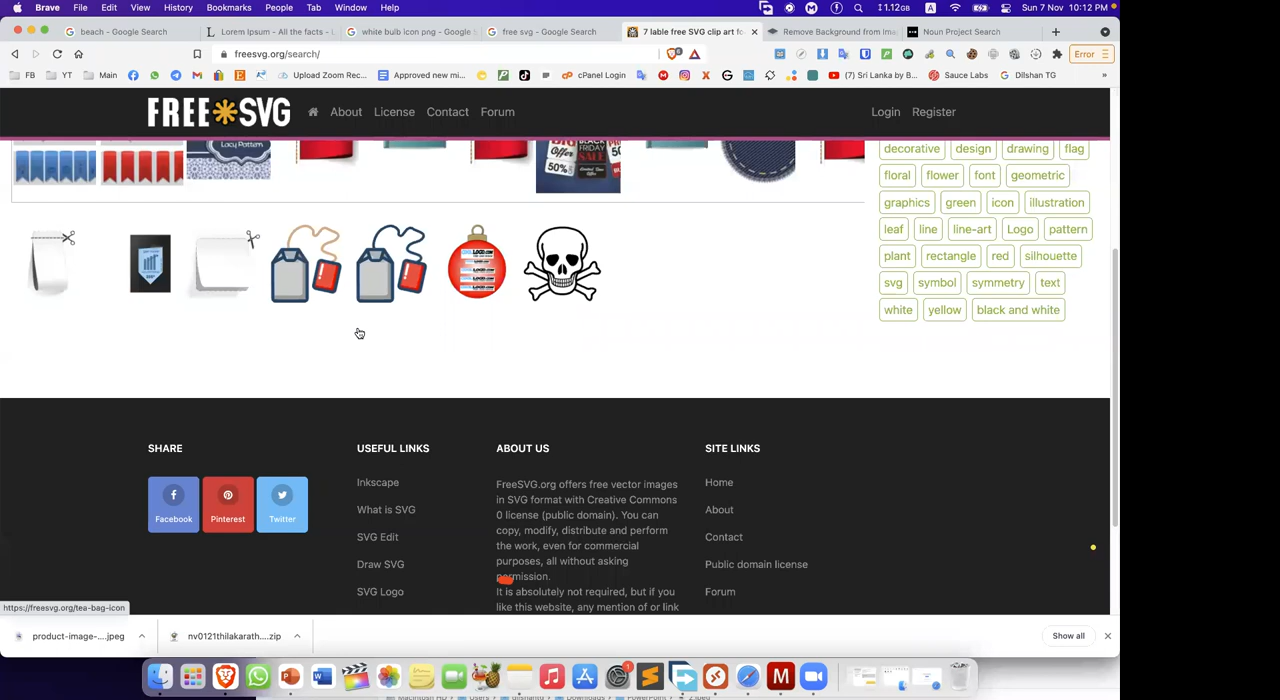 Brave File Edit View History Bookmarks People Tab Window Help 1.12GB A Sun 7 Nov 10:12 PM
beach - Google Search Lorem Ipsum - All the facts - i white bulb icon png - Google free svg - Google Search 7 lable free SVG clip art fo Remove Background from Ima Noun Project Search
freesvg.org/search/ Error
FB YT Main Upload Zoom Rec... Approved new mi... cPanel Login (7) Sri Lanka by B... Sauce Labs Dilshan TG
FREE SVG About License Contact Forum Login Register
Lacy Pattern Offer 50% BLACK FRIDAY SALE
decorative design drawing flag
floral flower font geometric
graphics green icon illustration
leaf line line-art Logo pattern
plant rectangle red silhouette
svg symbol symmetry text
white yellow black and white
SHARE USEFUL LINKS ABOUT US SITE LINKS
Facebook Pinterest Twitter
Inkscape
What is SVG
SVG Edit
Draw SVG
SVG Logo
FreeSVG.org offers free vector images
in SVG format with Creative Commons
0 license (public domain). You can
copy, modify, distribute and perform
the work, even for commercial
purposes, all without asking
permission.
It is absolutely not required, but if you
like this website, any mention of or link
Home
About
Contact
Public domain license
Forum
https://freesvg.org/tea-bag-icon
product-image-....jpeg nv0121thilakarath....zip Show all